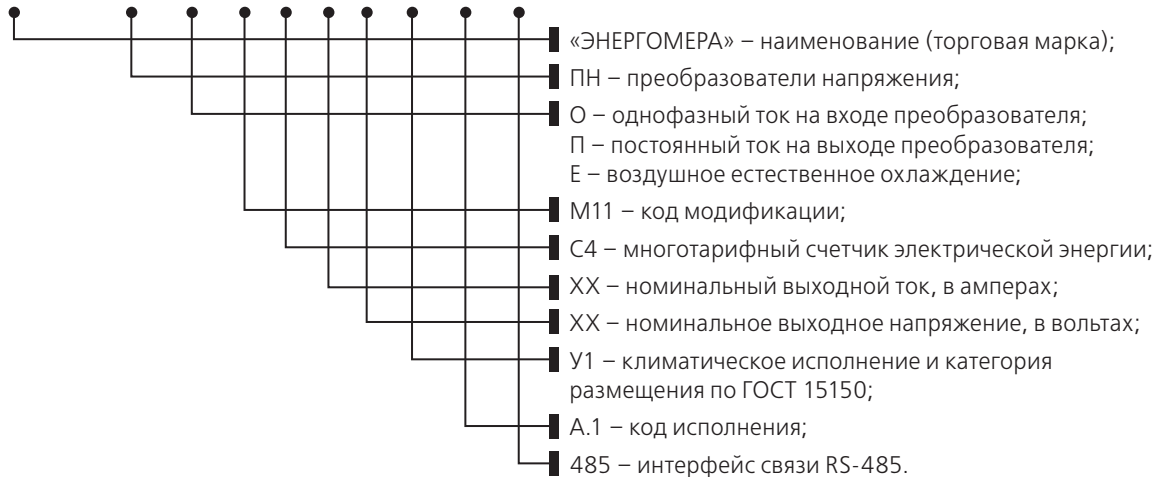 «ЭНЕРГОМЕРА» – наименование (торговая марка);
ПН – преобразователи напряжения;
О – однофазный ток на входе преобразователя;
П – постоянный ток на выходе преобразователя;
Е – воздушное естественное охлаждение;
М11 – код модификации;
С4 – многотарифный счетчик электрической энергии;
ХХ – номинальный выходной ток, в амперах;
ХХ – номинальное выходное напряжение, в вольтах;
У1 – климатическое исполнение и категория
размещения по ГОСТ 15150;
А.1 – код исполнения;
485 – интерфейс связи RS-485.